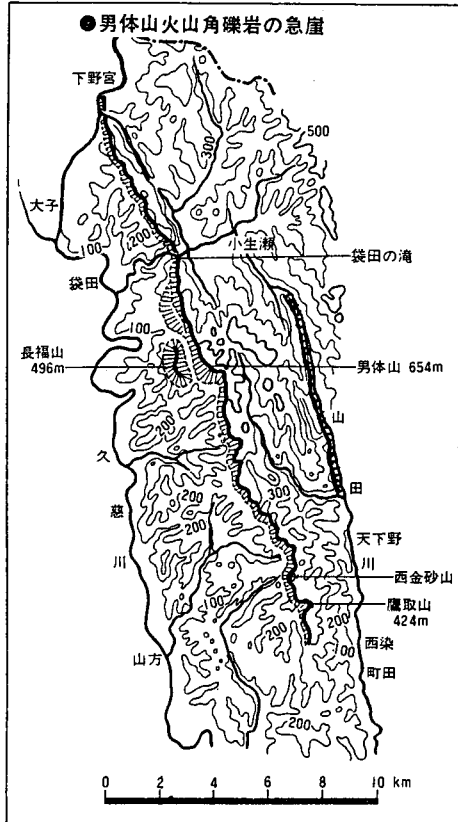 ●男体山火山角礫岩の急崖
下野宮
500
300
大子
100
200
小生瀬
袋田の滝
袋田
100
長福山
496m
男体山 654m
200
山
久
田
300
200
慈
200
天下野
川
川
西金砂山
100
鷹取山
424m
200
200
100
西染
山方
町田
200
0 2 4 6 8 10 km